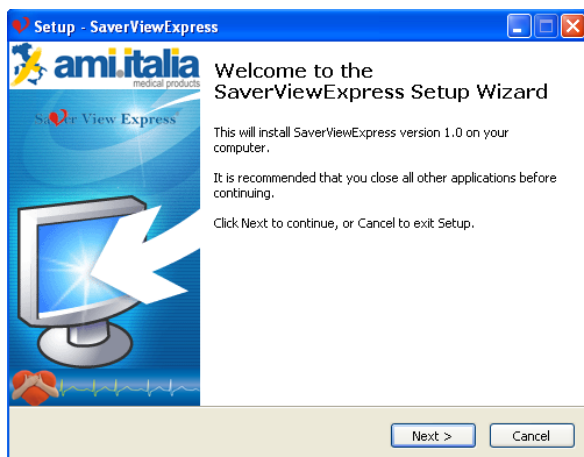 Setup - SaverViewExpress
ami.italia
medical products
Saver View Express
Welcome to the
SaverViewExpress Setup Wizard
This will install SaverViewExpress version 1.0 on your
computer.
It is recommended that you close all other applications before
continuing.
Click Next to continue, or Cancel to exit Setup.
Next >
Cancel